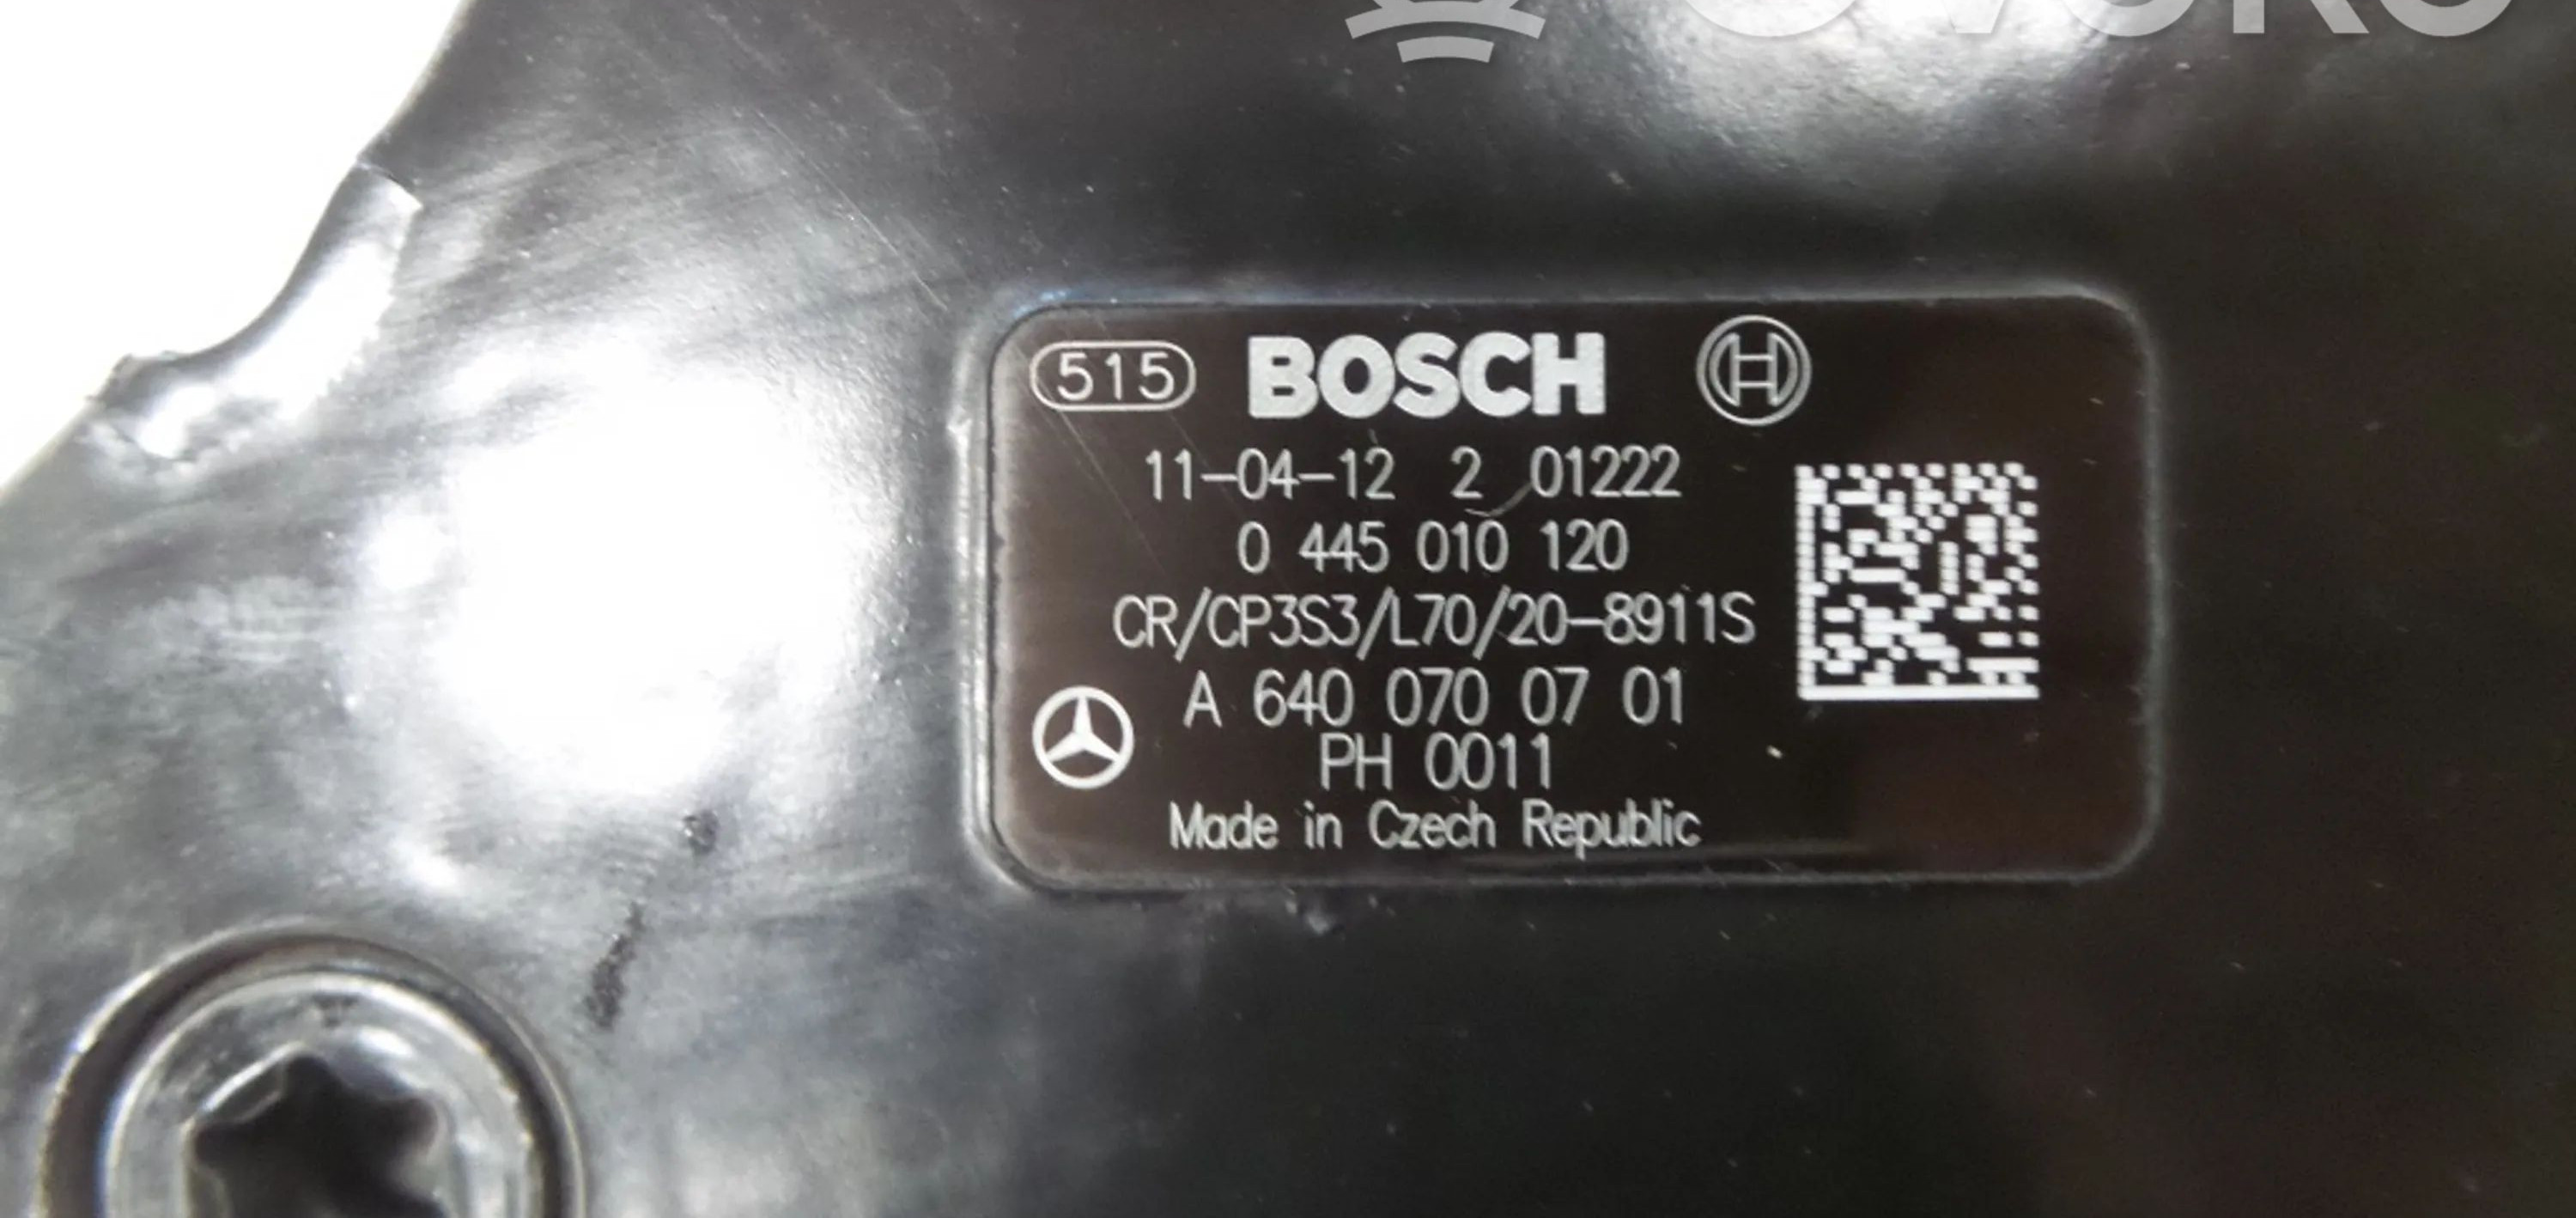 515 BOSCH
11-04-12 2 01222
0 445 010 120
CR/CP3S3/L70/20-8911S
A 640 070 07 01
PH 0011
Made in Czech Republic